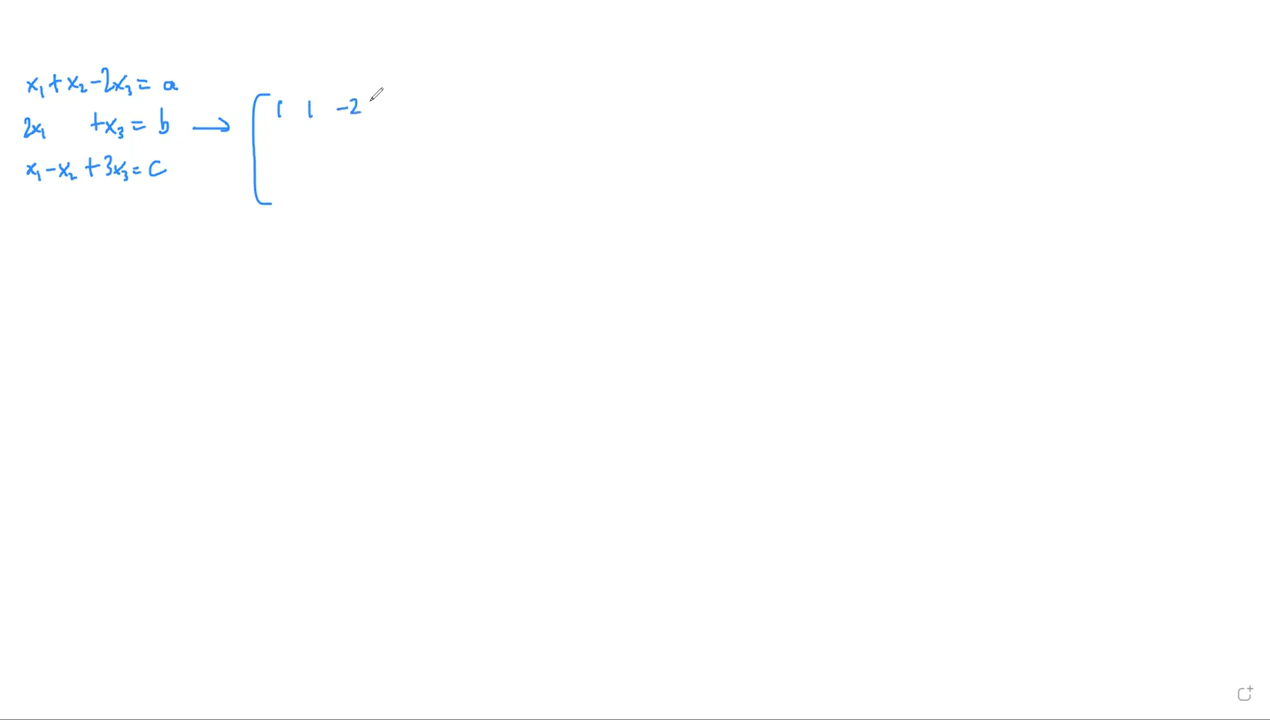 x₁ + x₂ - 2x₃ = a
2x₁ + x₃ = b → [ 1 1 -2
x₁ - x₂ + 3x₃ = c